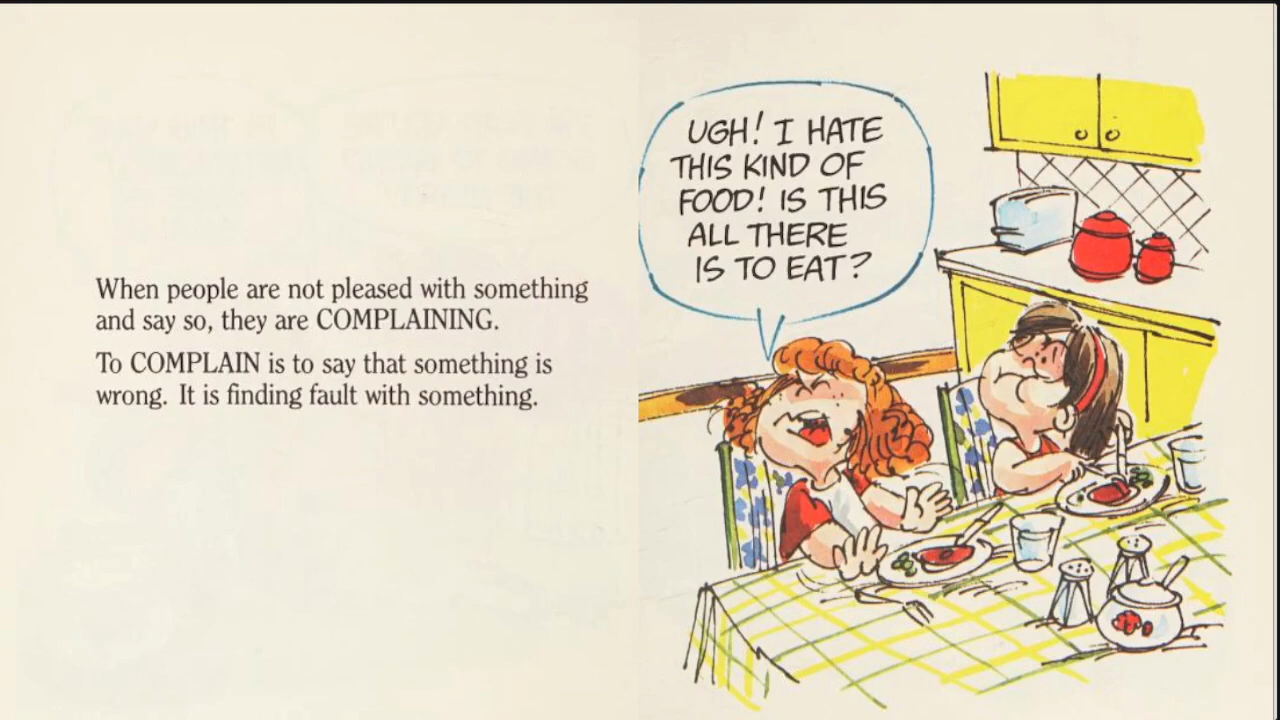 When people are not pleased with something
and say so, they are COMPLAINING.
To COMPLAIN is to say that something is
wrong. It is finding fault with something.
UGH! I HATE
THIS KIND OF
FOOD! IS THIS
ALL THERE
IS TO EAT?